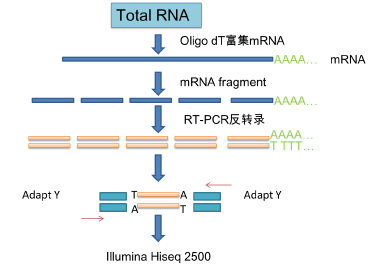 Total RNA
Oligo dT富集mRNA
AAAA... mRNA
mRNA fragment
AAAA...
RT-PCR反转录
AAAA...
T TTT...
Adapt Y T A Adapt Y
A T
Illumina Hiseq 2500